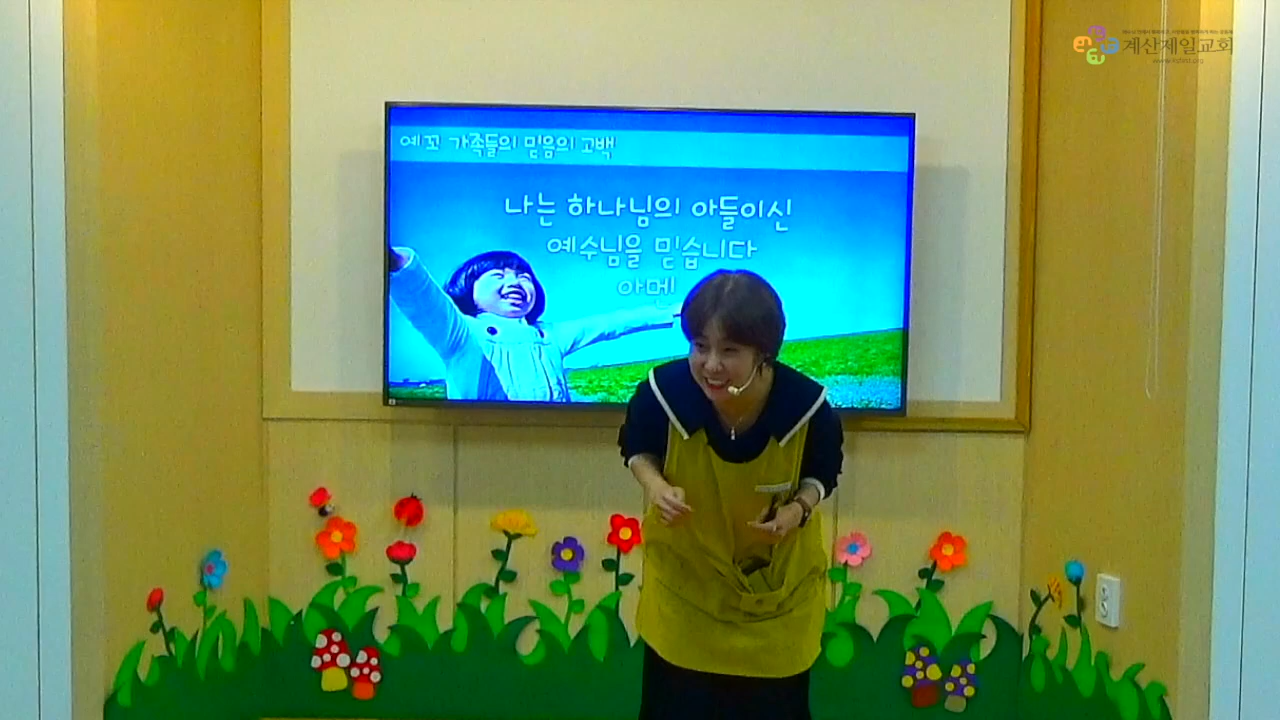 계산제일교회
예꼬 가족들의 믿음의 고백
나는 하나님의 아들이신
예수님을 믿습니다
아멘